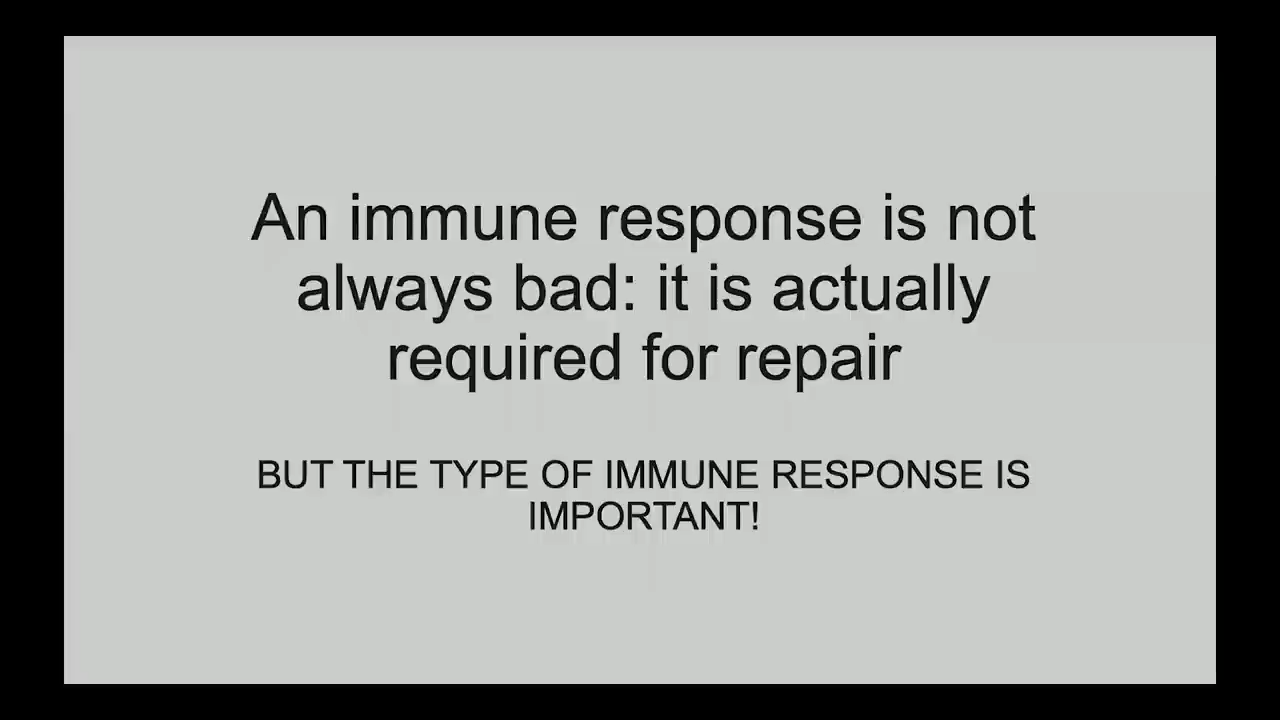 An immune response is not
always bad: it is actually
required for repair
BUT THE TYPE OF IMMUNE RESPONSE IS
IMPORTANT!